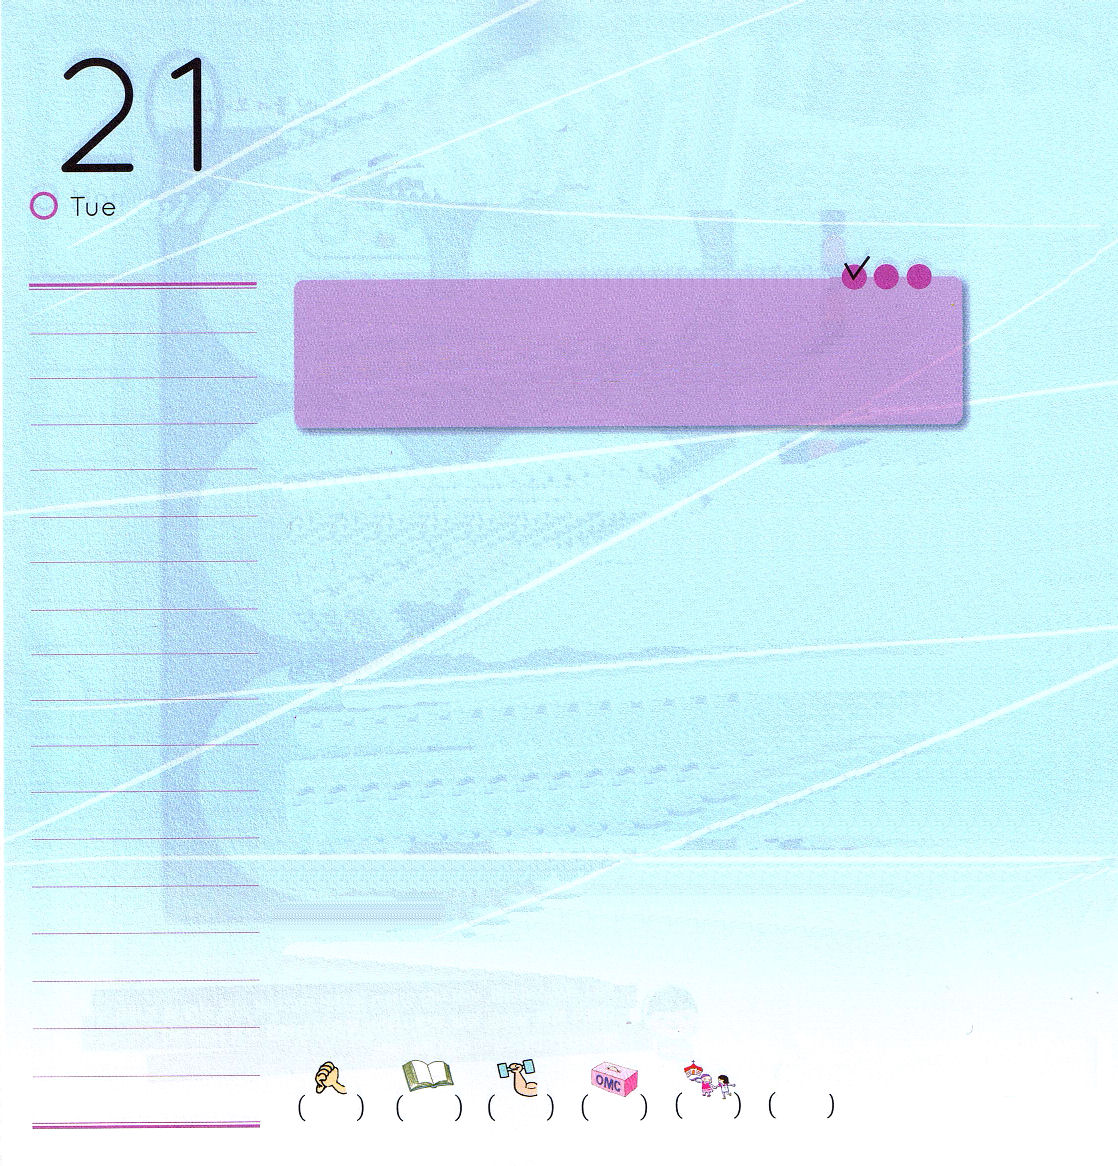 21
Tue
OMC
( ) ( ) ( ) ( ) ( ) ( )